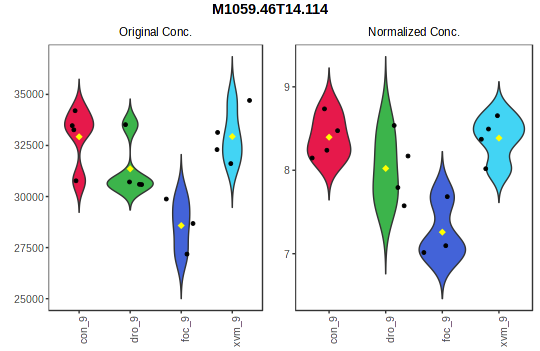 M1059.46T14.114
Original Conc.
Normalized Conc.
35000
32500
30000
27500
25000
9
8
7
con_9
dro_9
foc_9
xvm_9
con_9
dro_9
foc_9
xvm_9